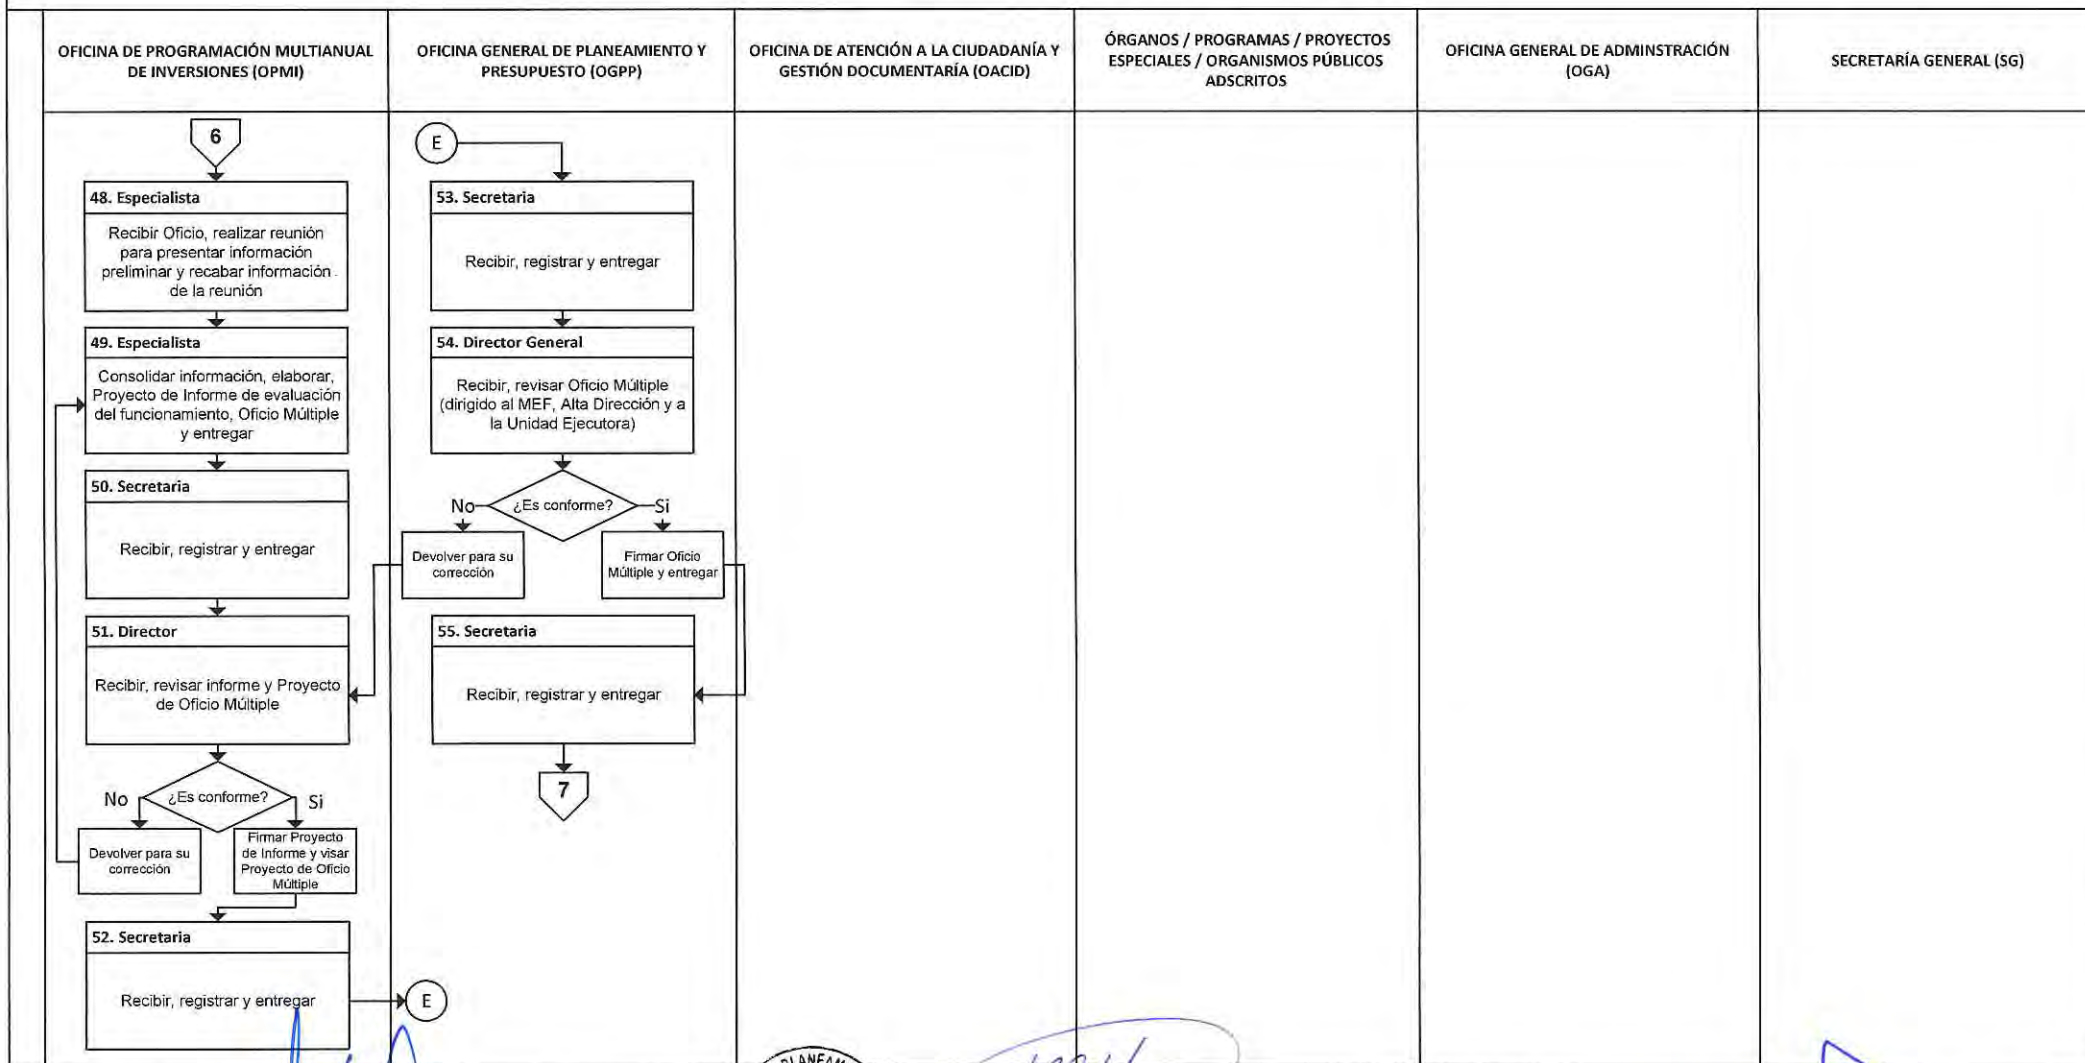 OFICINA DE PROGRAMACIÓN MULTIANUAL
DE INVERSIONES (OPMI)
OFICINA GENERAL DE PLANEAMIENTO Y
PRESUPUESTO (OGPP)
OFICINA DE ATENCIÓN A LA CIUDADANÍA Y
GESTIÓN DOCUMENTARÍA (OACID)
ÓRGANOS / PROGRAMAS / PROYECTOS
ESPECIALES / ORGANISMOS PÚBLICOS
ADSCRITOS
OFICINA GENERAL DE ADMINSTRACIÓN
(OGA)
SECRETARÍA GENERAL (SG)
6
48. Especialista
Recibir Oficio, realizar reunión
para presentar información
preliminar y recabar información
de la reunión
49. Especialista
Consolidar información, elaborar,
Proyecto de Informe de evaluación
del funcionamiento, Oficio Múltiple
y entregar
50. Secretaria
Recibir, registrar y entregar
51. Director
Recibir, revisar informe y Proyecto
de Oficio Múltiple
¿Es conforme?
No
Si
Devolver para su
corrección
Firmar Proyecto
de Informe y visar
Proyecto de Oficio
Múltiple
52. Secretaria
Recibir, registrar y entregar
E
E
53. Secretaria
Recibir, registrar y entregar
54. Director General
Recibir, revisar Oficio Múltiple
(dirigido al MEF, Alta Dirección y a
la Unidad Ejecutora)
No
¿Es conforme?
Si
Devolver para su
corrección
Firmar Oficio
Múltiple y entregar
55. Secretaria
Recibir, registrar y entregar
7